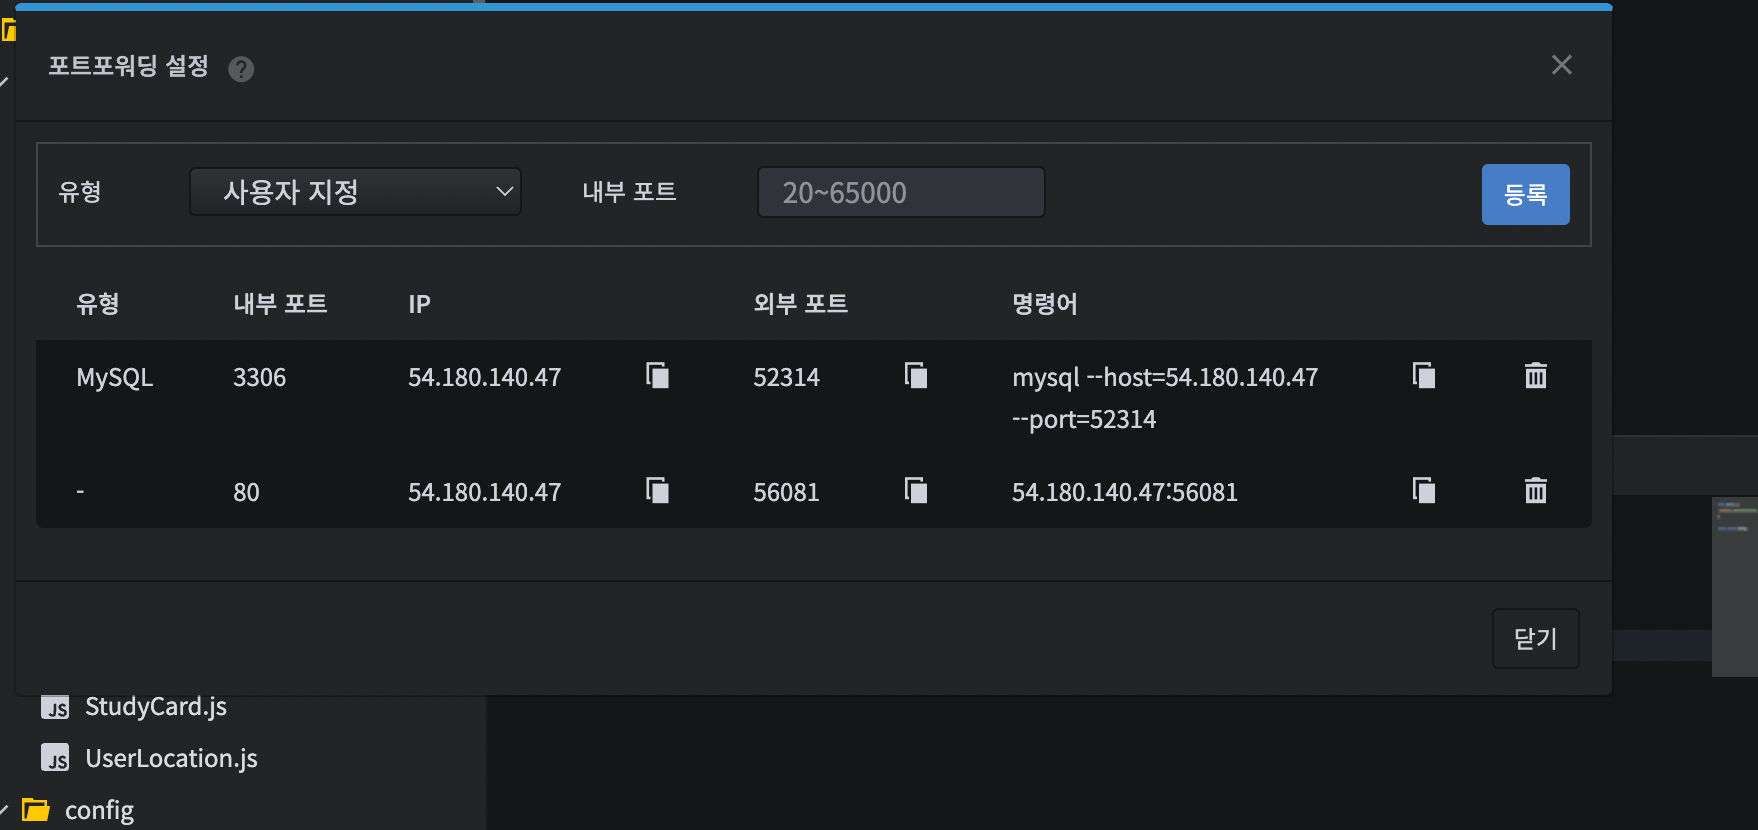 포트포워딩 설정 ?
유형 사용자 지정 내부 포트 20~65000 등록
유형 내부 포트 IP 외부 포트 명령어
MySQL 3306 54.180.140.47 52314 mysql --host=54.180.140.47
--port=52314
- 80 54.180.140.47 56081 54.180.140.47:56081
닫기
JS StudyCard.js
JS UserLocation.js
config